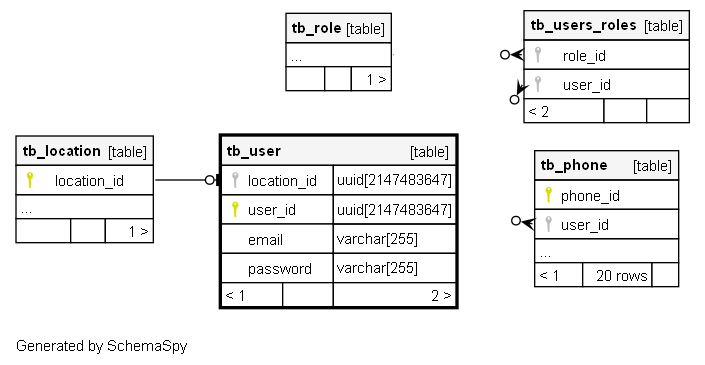 tb_role [table]
...
1 >
tb_users_roles [table]
role_id
user_id
< 2
tb_location [table]
location_id
...
1 >
tb_user [table]
location_id uuid[2147483647]
user_id uuid[2147483647]
email varchar[255]
password varchar[255]
< 1 2 >
tb_phone [table]
phone_id
user_id
...
< 1 20 rows
Generated by SchemaSpy